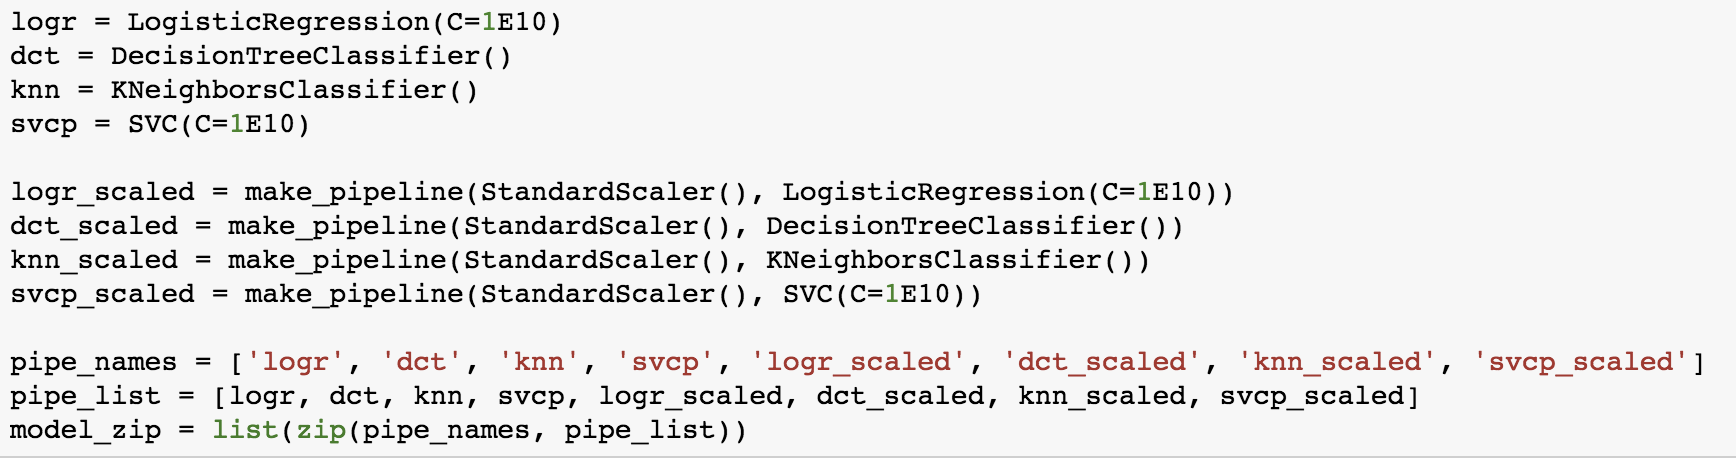 logr = LogisticRegression(C=1E10)
dct = DecisionTreeClassifier()
knn = KNeighborsClassifier()
svcp = SVC(C=1E10)
logr_scaled = make_pipeline(StandardScaler(), LogisticRegression(C=1E10))
dct_scaled = make_pipeline(StandardScaler(), DecisionTreeClassifier())
knn_scaled = make_pipeline(StandardScaler(), KNeighborsClassifier())
svcp_scaled = make_pipeline(StandardScaler(), SVC(C=1E10))
pipe_names = ['logr', 'dct', 'knn', 'svcp', 'logr_scaled', 'dct_scaled', 'knn_scaled', 'svcp_scaled']
pipe_list = [logr, dct, knn, svcp, logr_scaled, dct_scaled, knn_scaled, svcp_scaled]
model_zip = list(zip(pipe_names, pipe_list))